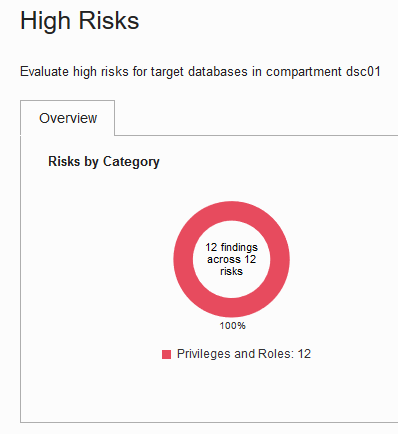 High Risks
Evaluate high risks for target databases in compartment dsc01
Overview
Risks by Category
12 findings
across 12
risks
100%
Privileges and Roles: 12